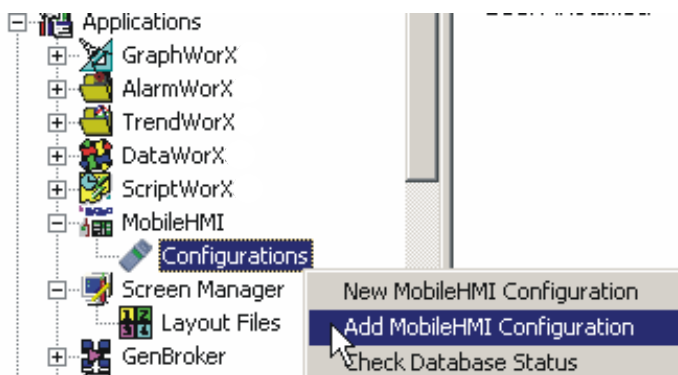 Applications
GraphWorX
AlarmWorX
TrendWorX
DataWorX
ScriptWorX
MobileHMI
Configurations
Screen Manager
Layout Files
GenBroker
New MobileHMI Configuration
Add MobileHMI Configuration
Check Database Status